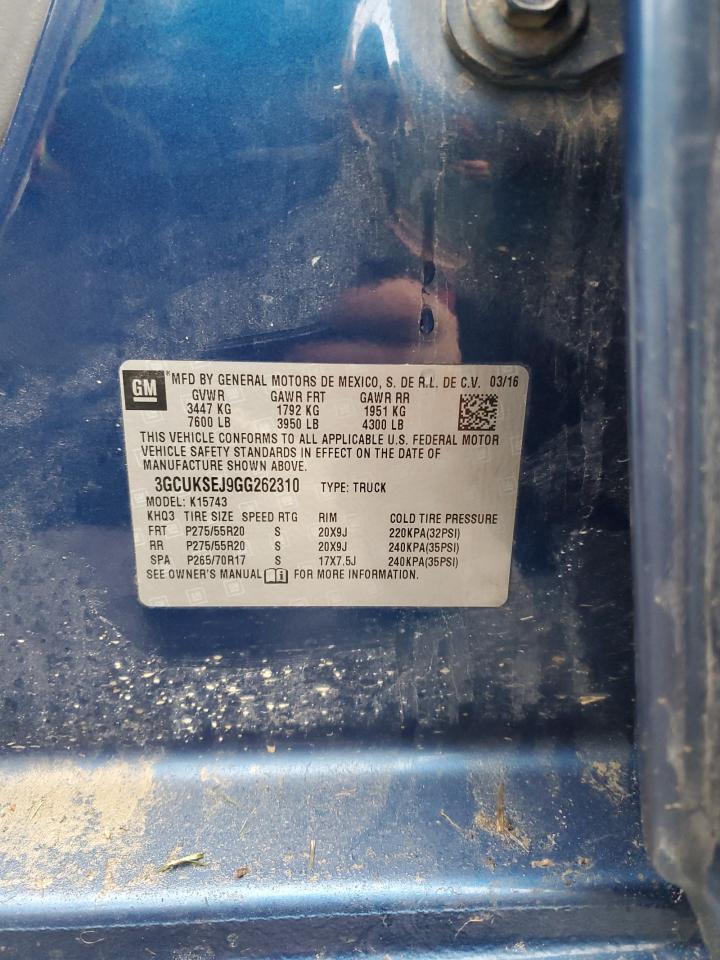 GM ® MFD BY GENERAL MOTORS DE MEXICO, S. DE R.L. DE C.V. 03/16
GVWR GAWR FRT GAWR RR
3447 KG 1792 KG 1951 KG
7600 LB 3950 LB 4300 LB
THIS VEHICLE CONFORMS TO ALL APPLICABLE U.S. FEDERAL MOTOR
VEHICLE SAFETY STANDARDS IN EFFECT ON THE DATE OF
MANUFACTURE SHOWN ABOVE.
3GCUKSEJ9GG262310 TYPE: TRUCK
MODEL: K15743
KHQ3 TIRE SIZE SPEED RTG RIM COLD TIRE PRESSURE
FRT P275/55R20 S 20X9J 220KPA(32PSI)
RR P275/55R20 S 20X9J 240KPA(35PSI)
SPA P265/70R17 S 17X7.5J 240KPA(35PSI)
SEE OWNER'S MANUAL FOR MORE INFORMATION.